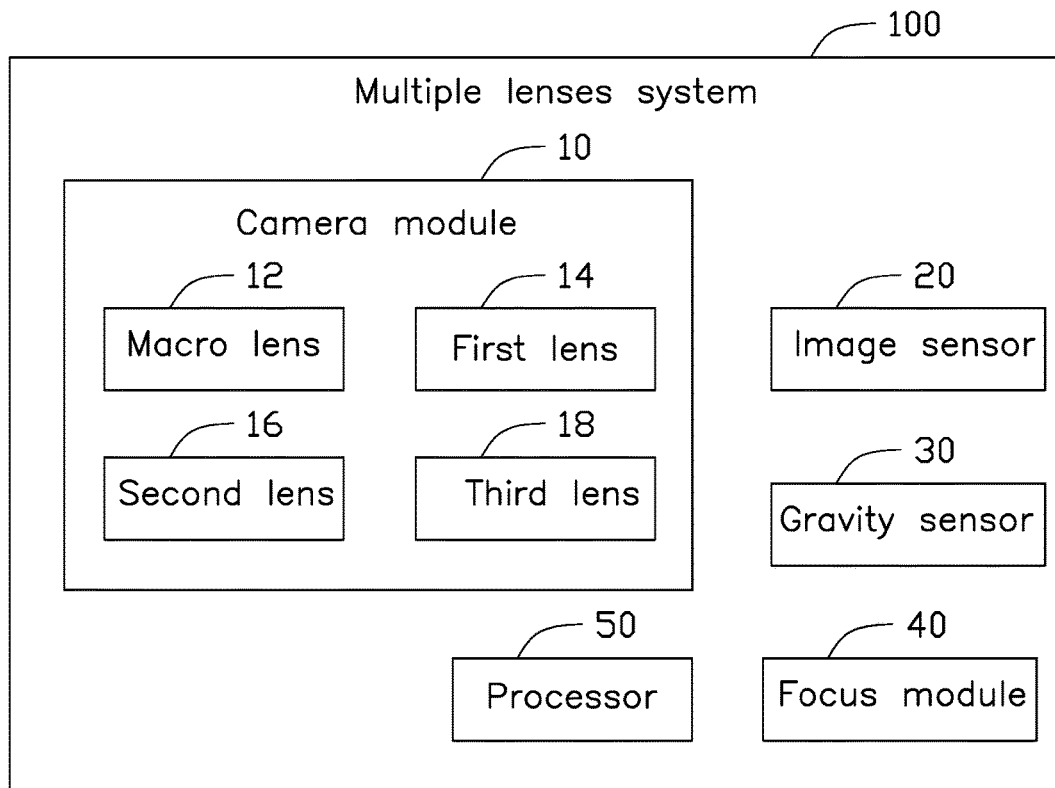 100
Multiple lenses system
10
Camera module
12
Macro lens
14
First lens
20
Image sensor
16
Second lens
18
Third lens
30
Gravity sensor
50
Processor
40
Focus module